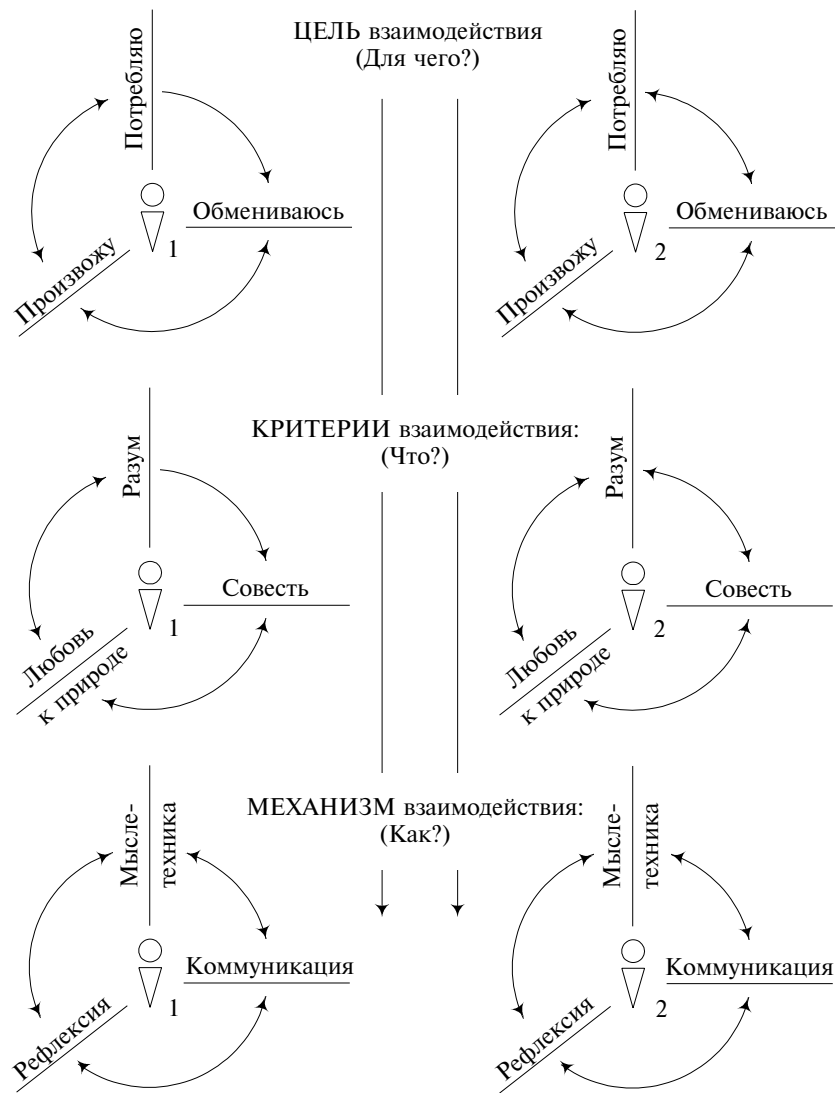 ЦЕЛЬ взаимодействия
(Для чего?)
Потребляю
Обмениваюсь
Произвожу
1
Потребляю
Обмениваюсь
Произвожу
2
КРИТЕРИИ взаимодействия:
(Что?)
Разум
Совесть
Любовь
к природе
1
Разум
Совесть
Любовь
к природе
2
МЕХАНИЗМ взаимодействия:
(Как?)
Мысле-
техника
Коммуникация
Рефлексия
1
Мысле-
техника
Коммуникация
Рефлексия
2